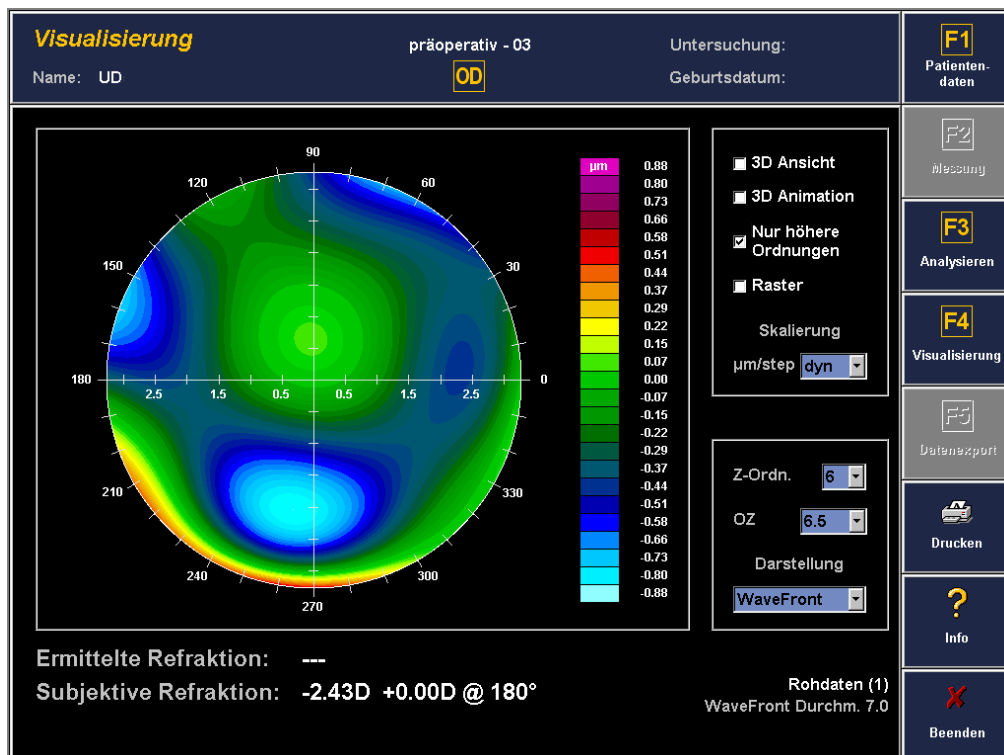 Visualisierung
präoperativ - 03
Untersuchung:
Name: UD
OD
Geburtsdatum:
90
120
60
150
30
180
2.5
1.5
0.5
0.5
1.5
2.5
0
210
330
240
300
270
µm
0.88
0.80
0.73
0.66
0.58
0.51
0.44
0.37
0.29
0.22
0.15
0.07
0.00
-0.07
-0.15
-0.22
-0.29
-0.37
-0.44
-0.51
-0.58
-0.66
-0.73
-0.80
-0.88
3D Ansicht
3D Animation
Nur höhere
Ordnungen
Raster
Skalierung
µm/step dyn
Z-Ordn. 6
OZ 6.5
Darstellung
WaveFront
Ermittelte Refraktion: ---
Subjektive Refraktion: -2.43D +0.00D @ 180°
Rohdaten (1)
WaveFront Durchm. 7.0
F1
Patienten-
daten
F2
Messung
F3
Analysieren
F4
Visualisierung
F5
Datenexport
Drucken
?
Info
Beenden